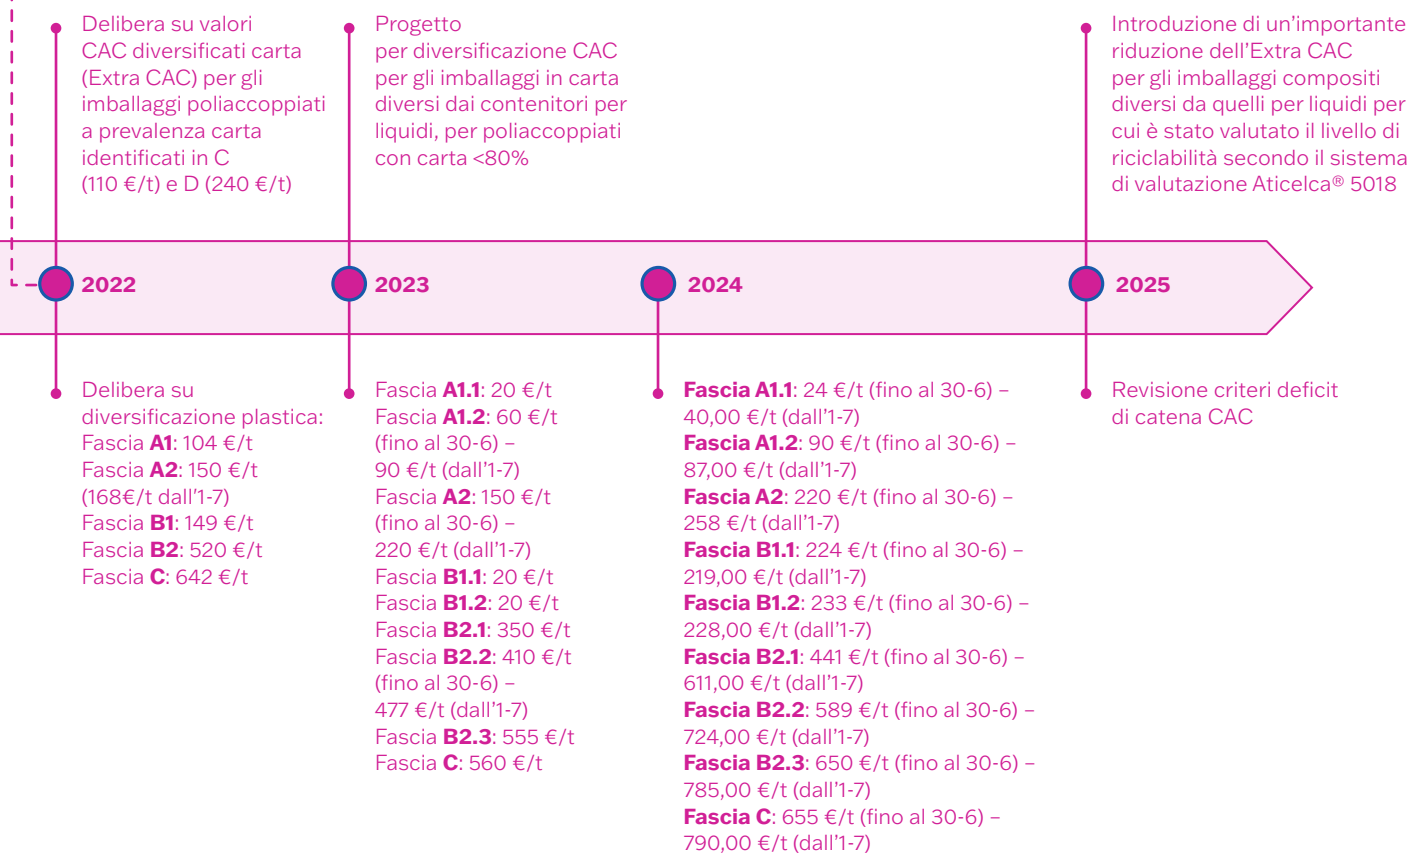 Delibera su valori
CAC diversificati carta
(Extra CAC) per gli
imballaggi poliaccoppiati
a prevalenza carta
identificati in C
(110 €/t) e D (240 €/t)
Progetto
per diversificazione CAC
per gli imballaggi in carta
diversi dai contenitori per
liquidi, per poliaccoppiati
con carta <80%
Introduzione di un’importante
riduzione dell’Extra CAC
per gli imballaggi compositi
diversi da quelli per liquidi per
cui è stato valutato il livello di
riciclabilità secondo il sistema
di valutazione Aticelca® 5018
2022
2023
2024
2025
Delibera su
diversificazione plastica:
Fascia A1: 104 €/t
Fascia A2: 150 €/t
(168€/t dall’1-7)
Fascia B1: 149 €/t
Fascia B2: 520 €/t
Fascia C: 642 €/t
Fascia A1.1: 20 €/t
Fascia A1.2: 60 €/t
(fino al 30-6) –
90 €/t (dall’1-7)
Fascia A2: 150 €/t
(fino al 30-6) –
220 €/t (dall’1-7)
Fascia B1.1: 20 €/t
Fascia B1.2: 20 €/t
Fascia B2.1: 350 €/t
Fascia B2.2: 410 €/t
(fino al 30-6) –
477 €/t (dall’1-7)
Fascia B2.3: 555 €/t
Fascia C: 560 €/t
Fascia A1.1: 24 €/t (fino al 30-6) –
40,00 €/t (dall’1-7)
Fascia A1.2: 90 €/t (fino al 30-6) –
87,00 €/t (dall’1-7)
Fascia A2: 220 €/t (fino al 30-6) –
258 €/t (dall’1-7)
Fascia B1.1: 224 €/t (fino al 30-6) –
219,00 €/t (dall’1-7)
Fascia B1.2: 233 €/t (fino al 30-6) –
228,00 €/t (dall’1-7)
Fascia B2.1: 441 €/t (fino al 30-6) –
611,00 €/t (dall’1-7)
Fascia B2.2: 589 €/t (fino al 30-6) –
724,00 €/t (dall’1-7)
Fascia B2.3: 650 €/t (fino al 30-6) –
785,00 €/t (dall’1-7)
Fascia C: 655 €/t (fino al 30-6) –
790,00 €/t (dall’1-7)
Revisione criteri deficit
di catena CAC